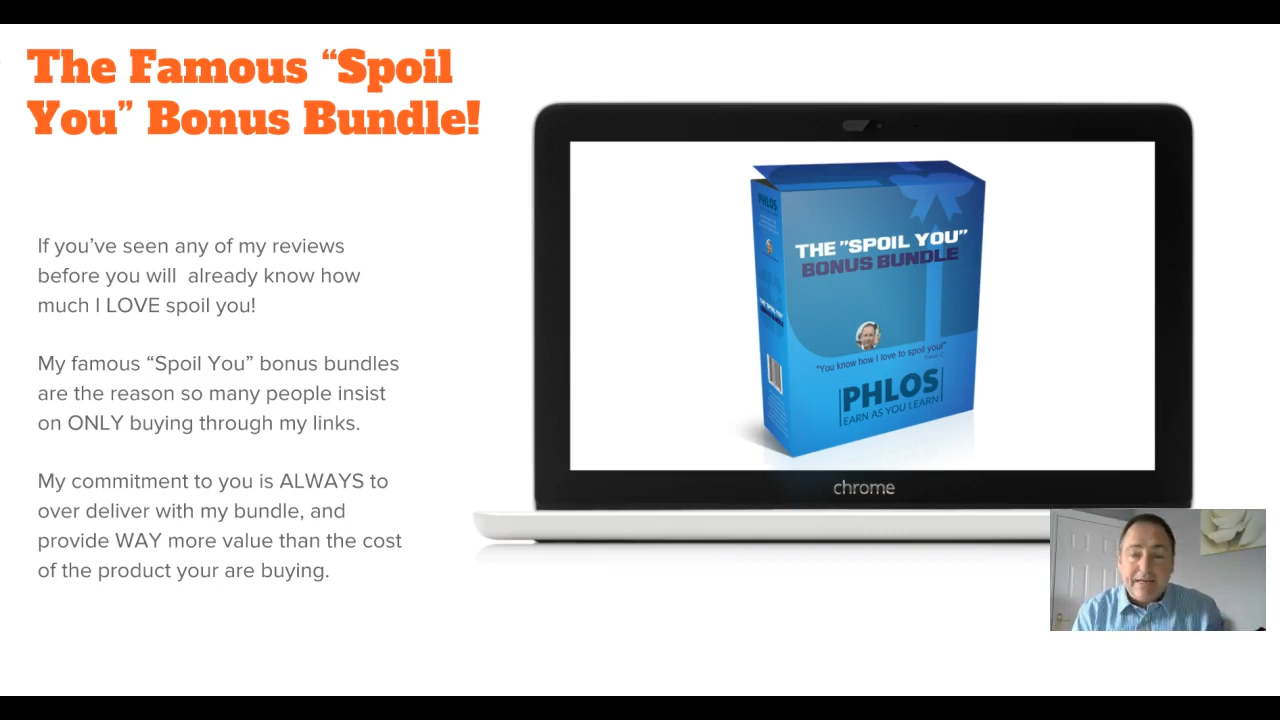 The Famous “Spoil
You” Bonus Bundle!
If you’ve seen any of my reviews
before you will already know how
much I LOVE spoil you!
My famous “Spoil You” bonus bundles
are the reason so many people insist
on ONLY buying through my links.
My commitment to you is ALWAYS to
over deliver with my bundle, and
provide WAY more value than the cost
of the product your are buying.
PHLOS
THE "SPOIL YOU"
BONUS BUNDLE
"You know how I love to spoil you!"
PHLOS
EARN AS YOU LEARN
chrome